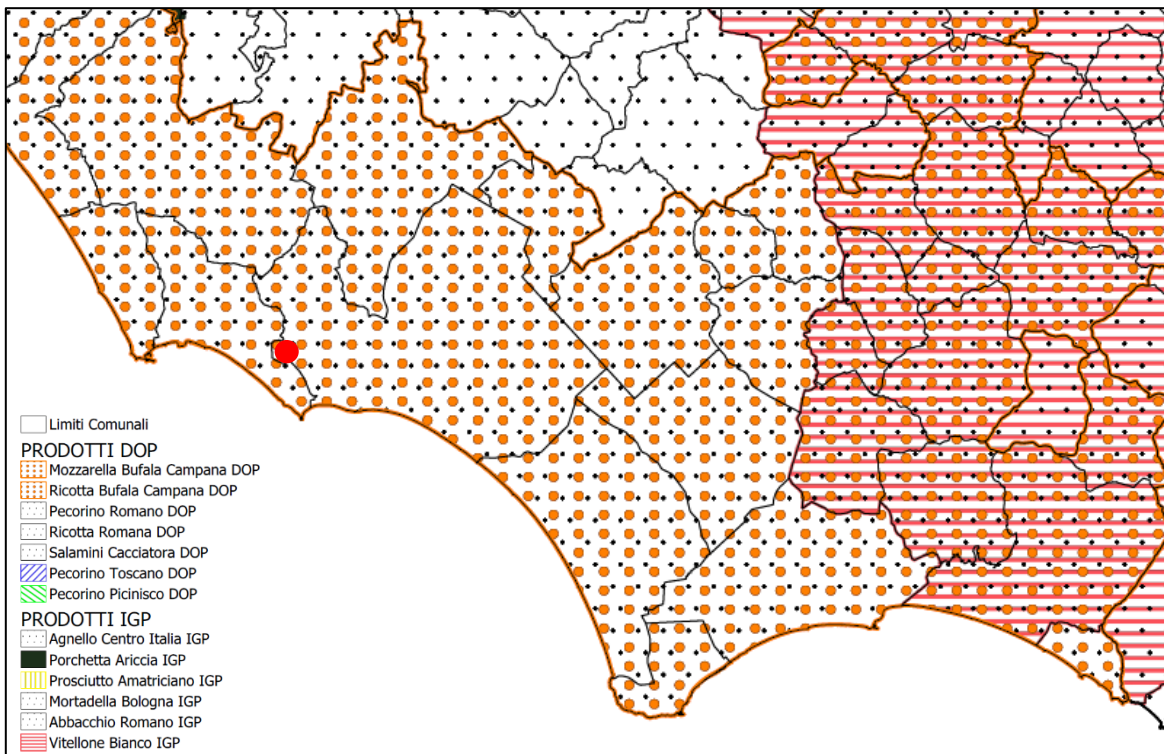 Limiti Comunali
PRODOTTI DOP
Mozzarella Bufala Campana DOP
Ricotta Bufala Campana DOP
Pecorino Romano DOP
Ricotta Romana DOP
Salamini Cacciatora DOP
Pecorino Toscano DOP
Pecorino Picinisco DOP
PRODOTTI IGP
Agnello Centro Italia IGP
Porchetta Ariccia IGP
Prosciutto Amatriciano IGP
Mortadella Bologna IGP
Abbacchio Romano IGP
Vitellone Bianco IGP